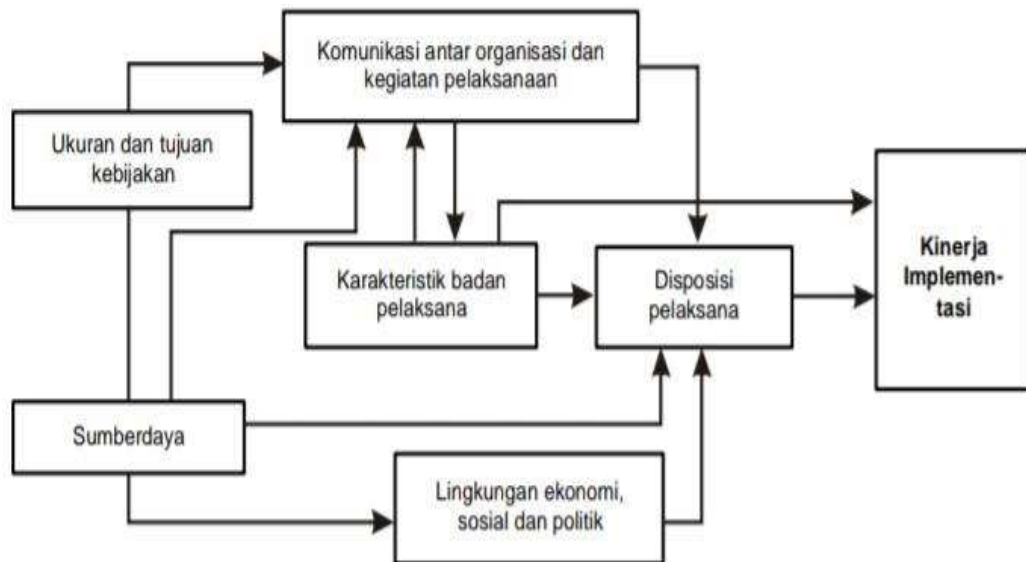 Komunikasi antar organisasi dan
kegiatan pelaksanaan
Ukuran dan tujuan
kebijakan
Karakteristik badan
pelaksana
Disposisi
pelaksana
Kinerja
Implemen-
tasi
Sumberdaya
Lingkungan ekonomi,
sosial dan politik